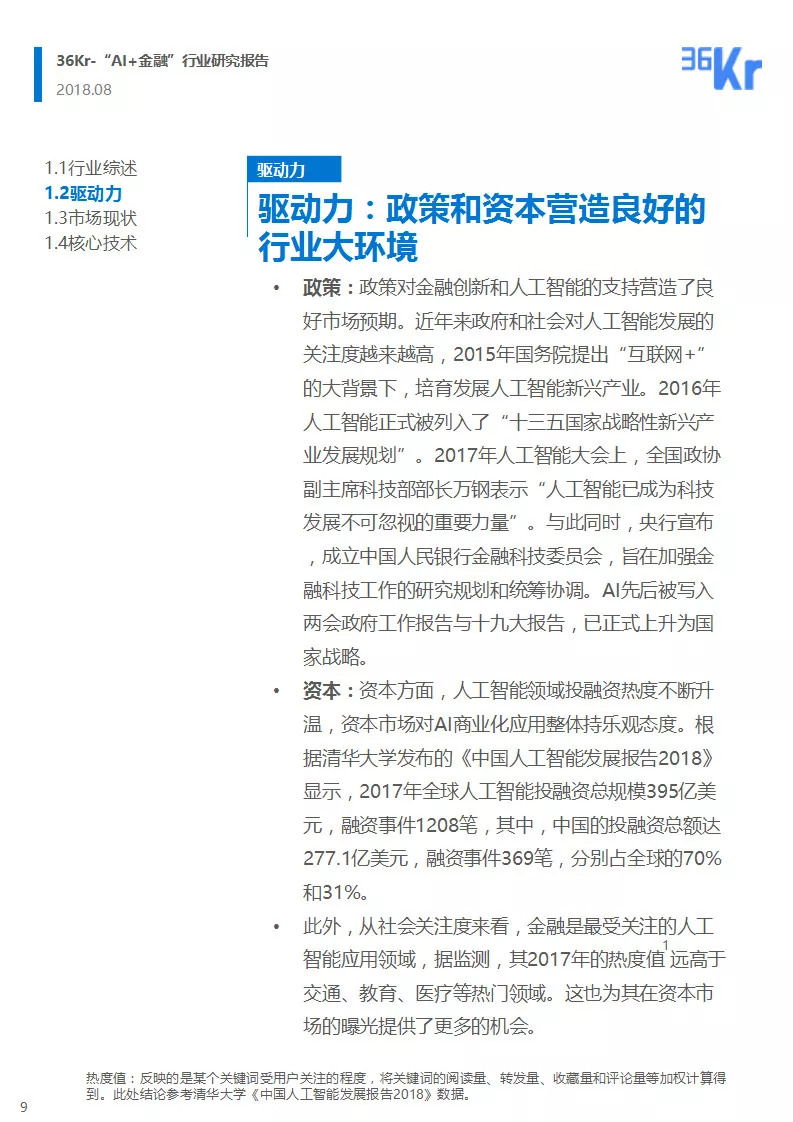 36Kr-“AI+金融”行业研究报告
2018.08
36Kr
1.1行业综述
1.2驱动力
1.3市场现状
1.4核心技术
驱动力
驱动力：政策和资本营造良好的
行业大环境
• 政策：政策对金融创新和人工智能的支持营造了良
好市场预期。近年来政府和社会对人工智能发展的
关注度越来越高，2015年国务院提出“互联网+”
的大背景下，培育发展人工智能新兴产业。2016年
人工智能正式被列入了“十三五国家战略性新兴产
业发展规划”。2017年人工智能大会上，全国政协
副主席科技部部长万钢表示“人工智能已成为科技
发展不可忽视的重要力量”。与此同时，央行宣布
，成立中国人民银行金融科技委员会，旨在加强金
融科技工作的研究规划和统筹协调。AI先后被写入
两会政府工作报告与十九大报告，已正式上升为国
家战略。
• 资本：资本方面，人工智能领域投融资热度不断升
温，资本市场对AI商业化应用整体持乐观态度。根
据清华大学发布的《中国人工智能发展报告2018》
显示，2017年全球人工智能投融资总规模395亿美
元，融资事件1208笔，其中，中国的投融资总额达
277.1亿美元，融资事件369笔，分别占全球的70%
和31%。
• 此外，从社会关注度来看，金融是最受关注的人工
智能应用领域，据监测，其2017年的热度值1远高于
交通、教育、医疗等热门领域。这也为其在资本市
场的曝光提供了更多的机会。
热度值：反映的是某个关键词受用户关注的程度，将关键词的阅读量、转发量、收藏量和评论量等加权计算得
到。此处结论参考清华大学《中国人工智能发展报告2018》数据。
9